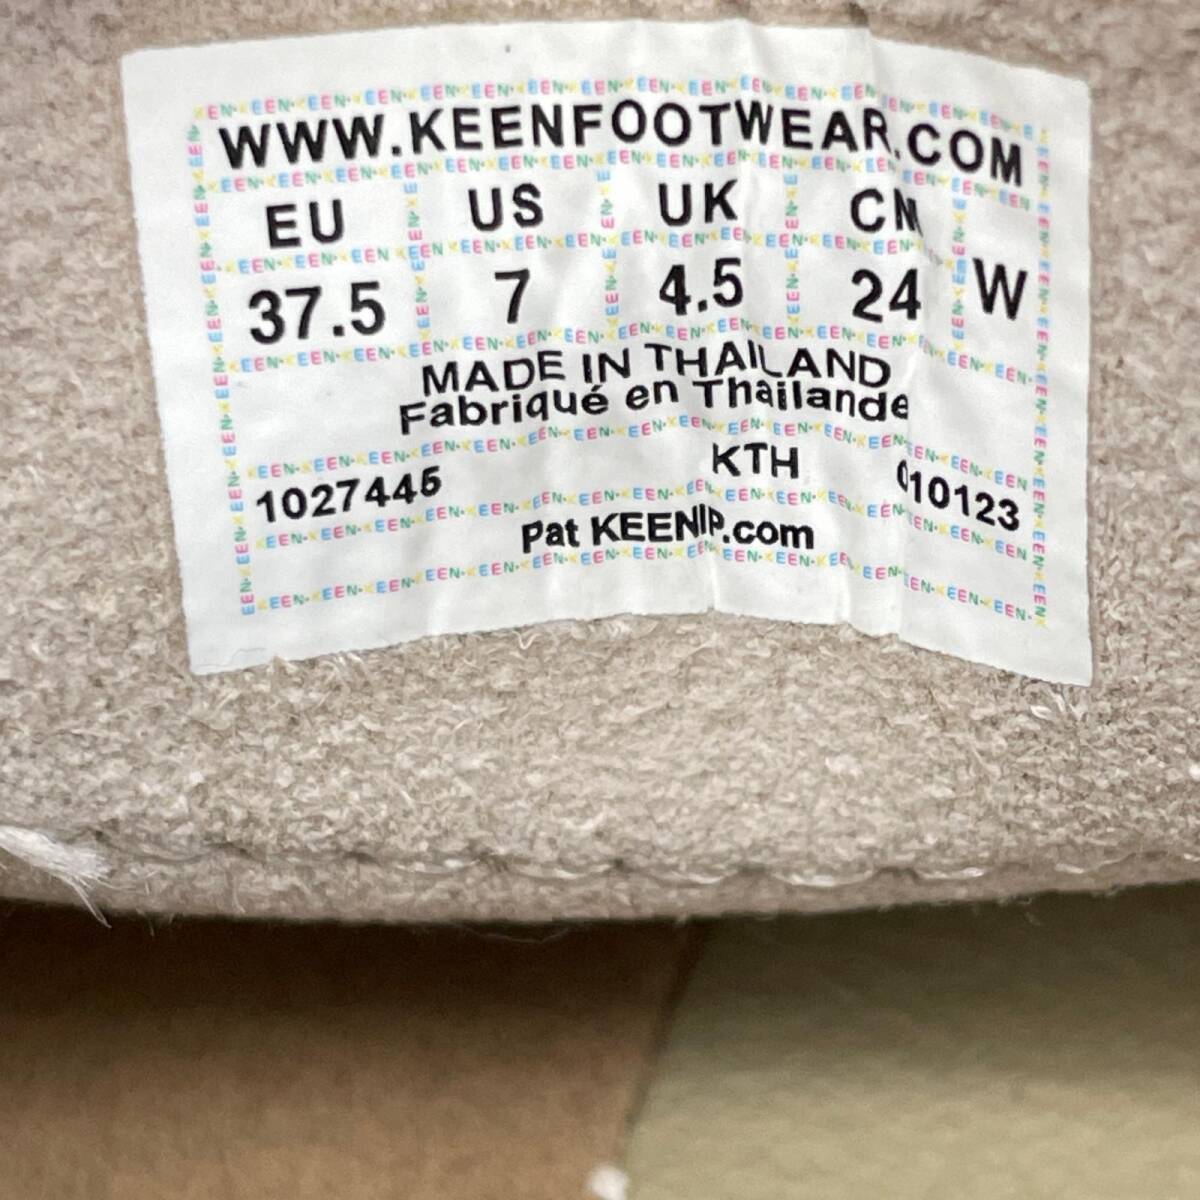 WWW.KEENFOOTWEAR.COM
EU US UK CM
37.5 7 4.5 24 W
MADE IN THAILAND
Fabriqué en Thaïlande
1027445 KTH 010123
Pat KEENIP.com